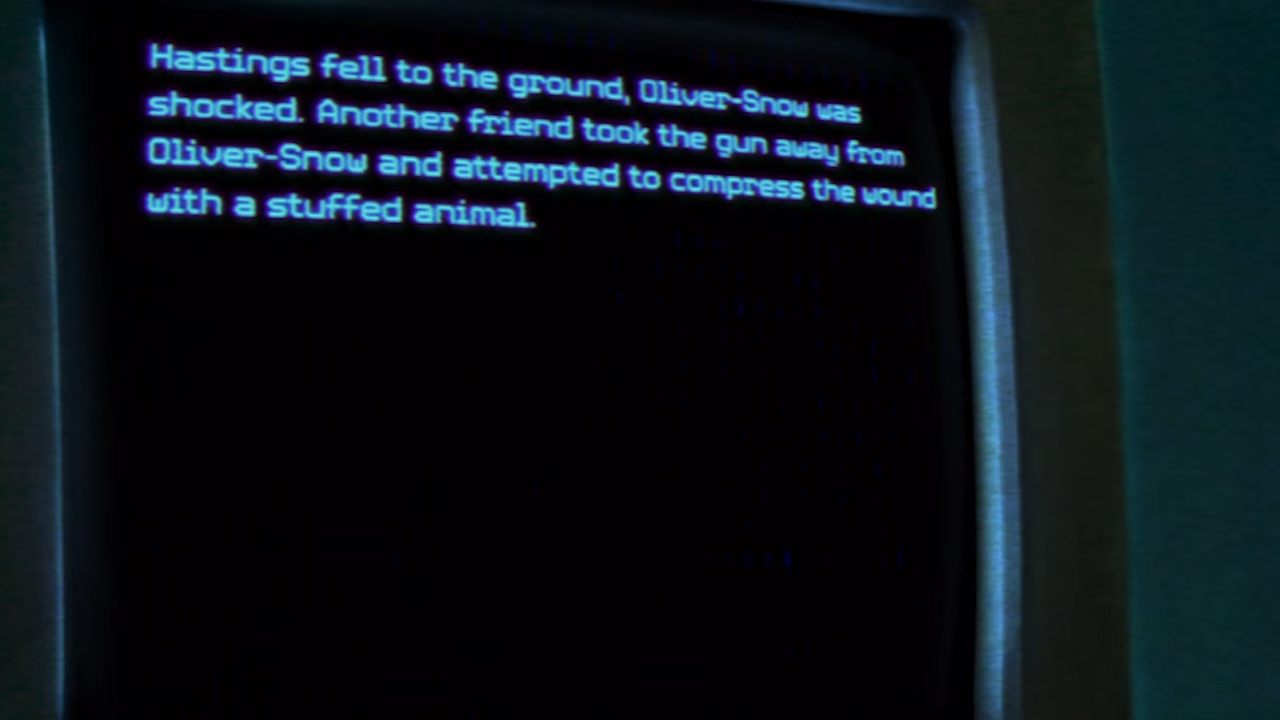 Hastings fell to the ground, Oliver-Snow was
shocked. Another friend took the gun away from
Oliver-Snow and attempted to compress the wound
with a stuffed animal.